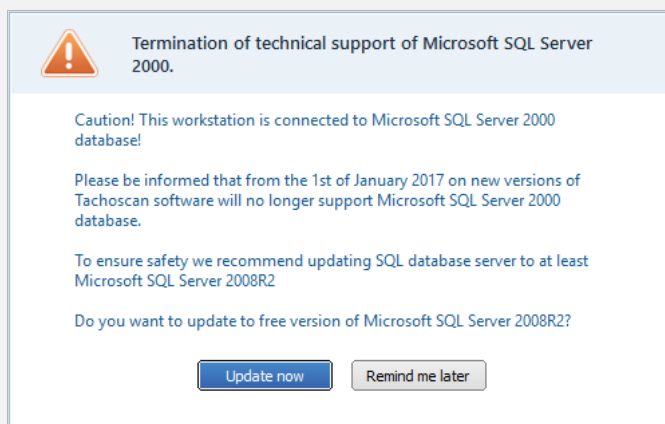 Termination of technical support of Microsoft SQL Server
2000.
Caution! This workstation is connected to Microsoft SQL Server 2000
database!
Please be informed that from the 1st of January 2017 on new versions of
Tachoscan software will no longer support Microsoft SQL Server 2000
database.
To ensure safety we recommend updating SQL database server to at least
Microsoft SQL Server 2008R2
Do you want to update to free version of Microsoft SQL Server 2008R2?
Update now
Remind me later